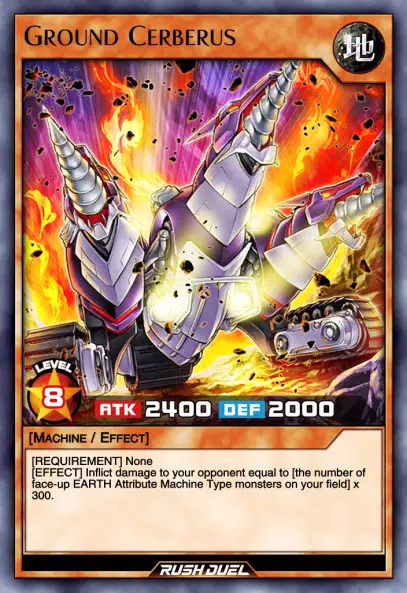 GROUND CERBERUS
地
LEVEL
8
ATK 2400 DEF 2000
[MACHINE / EFFECT]
[REQUIREMENT] None
[EFFECT] Inflict damage to your opponent equal to [the number of
face-up EARTH Attribute Machine Type monsters on your field] x
300.
RUSH DUEL